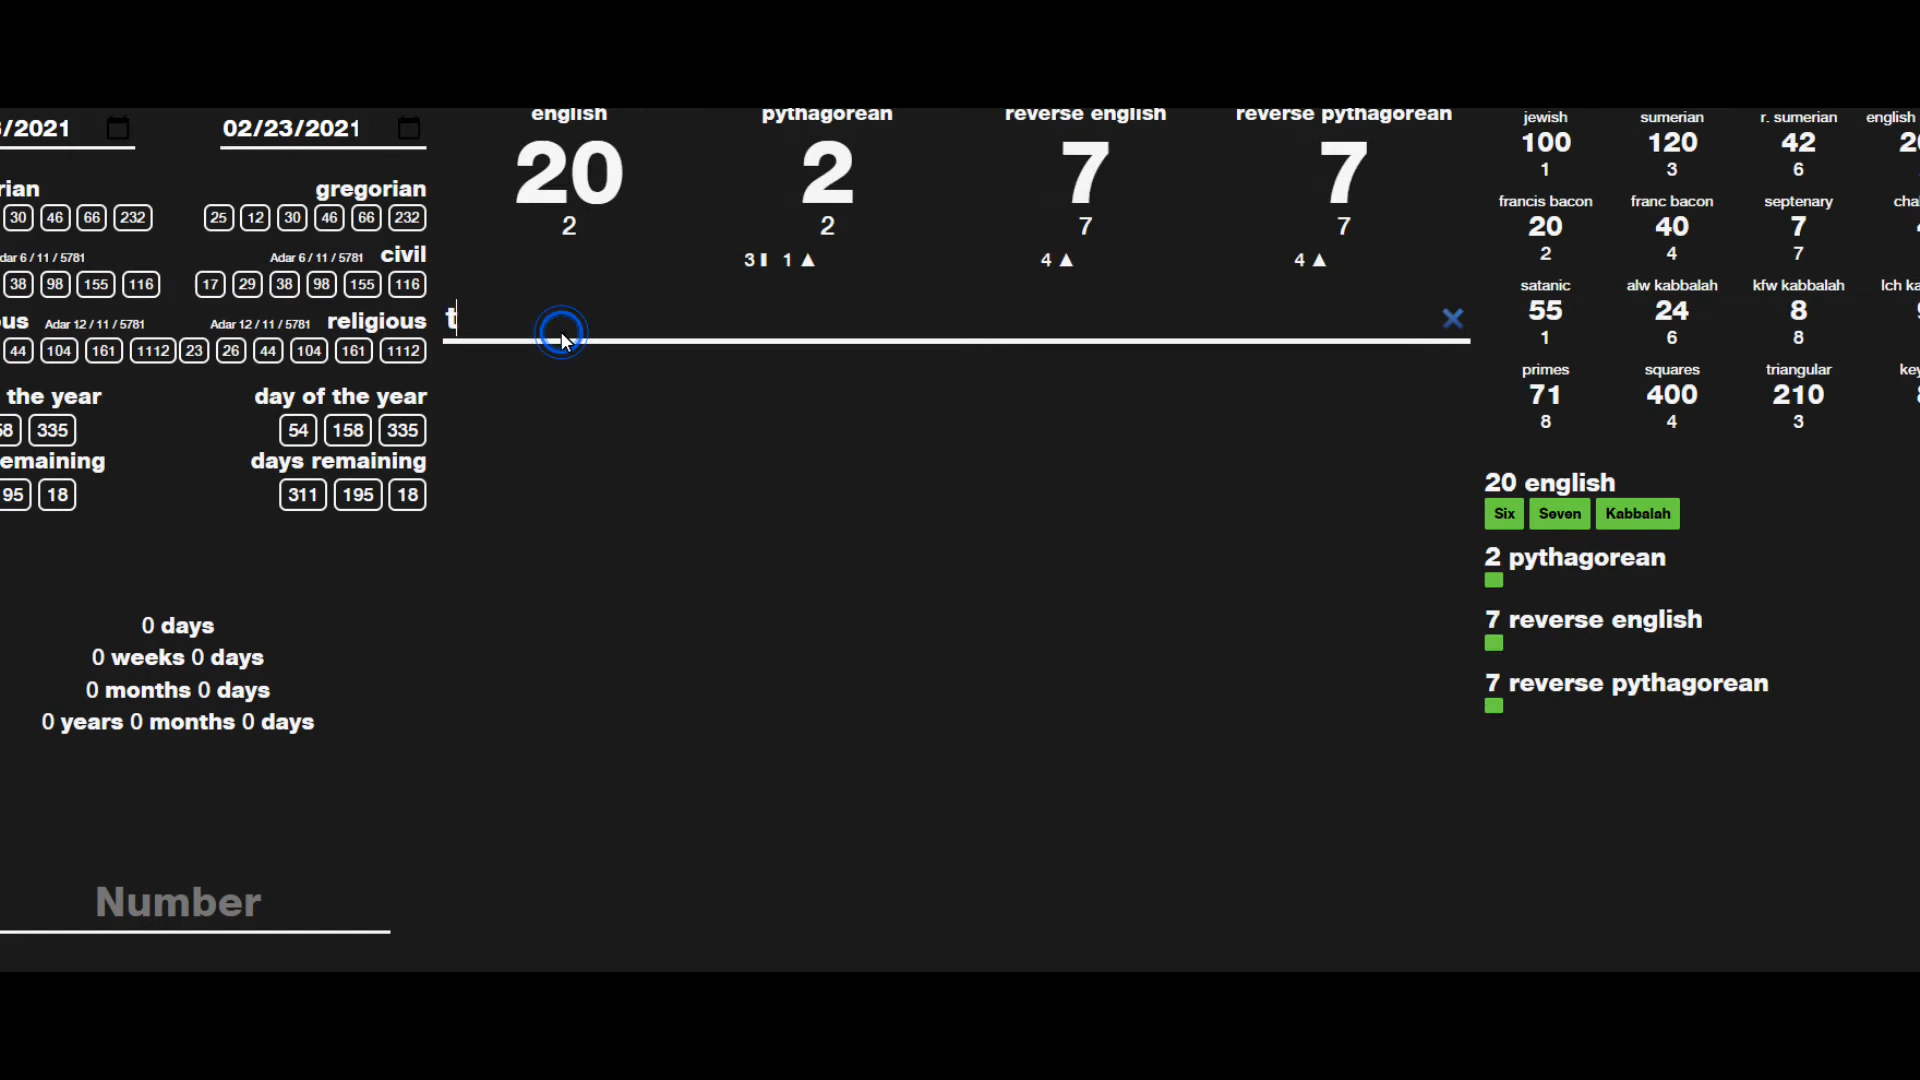 3/2021 02/23/2021
rian gregorian
30 46 66 232 25 12 30 46 66 232
dar 6 / 11 / 5781 Adar 6 / 11 / 5781 civil
38 98 155 116 17 29 38 98 155 116
ous Adar 12 / 11 / 5781 Adar 12 / 11 / 5781 religious
44 104 161 1112 23 26 44 104 161 1112
the year day of the year
58 335 54 158 335
emaining days remaining
95 18 311 195 18
0 days
0 weeks 0 days
0 months 0 days
0 years 0 months 0 days
Number
english pythagorean reverse english reverse pythagorean
20 2 7 7
2 2 7 7
3 ▮ 1 ▲ 4 ▲ 4 ▲
t ×
jewish sumerian r. sumerian english
100 120 42
1 3 6
francis bacon franc bacon septenary
20 40 7
2 4 7
satanic alw kabbalah kfw kabbalah
55 24 8
1 6 8
primes squares triangular
71 400 210
8 4 3
20 english
Six Seven Kabbalah
2 pythagorean
7 reverse english
7 reverse pythagorean